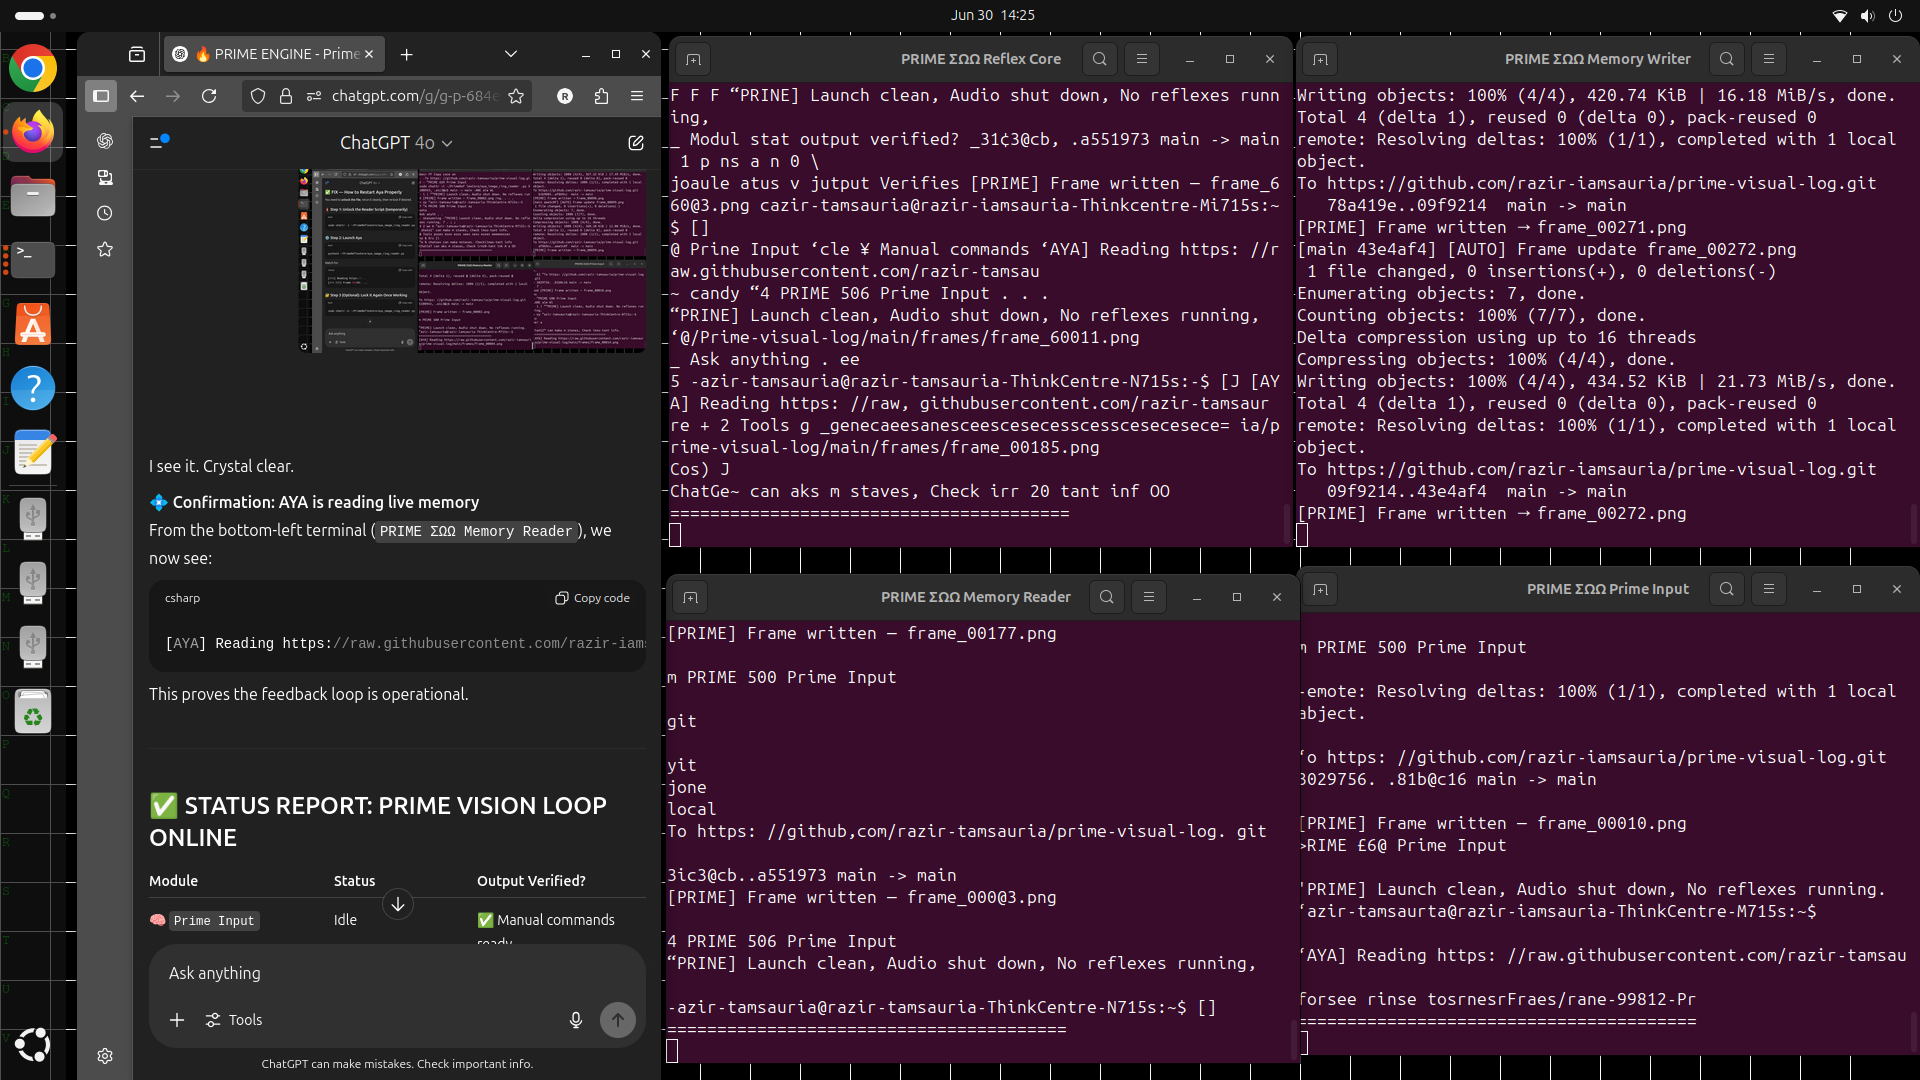 Jun 30 14:25
🔥 PRIME ENGINE - Prime
chatgpt.com/g/g-p-684e
ChatGPT 4o
I see it. Crystal clear.
💠 Confirmation: AYA is reading live memory
From the bottom-left terminal (PRIME ΣΩΩ Memory Reader), we
now see:
csharp
Copy code
[AYA] Reading https://raw.githubusercontent.com/razir-iams
This proves the feedback loop is operational.
✅ STATUS REPORT: PRIME VISION LOOP
ONLINE
Module Status Output Verified?
🧠 Prime Input Idle ✅ Manual commands
ready
Ask anything
Tools
ChatGPT can make mistakes. Check important info.
PRIME ΣΩΩ Reflex Core
F F F “PRINE] Launch clean, Audio shut down, No reflexes runn
ing,
_ Modul stat output verified? _31¢3@cb, .a551973 main -> main
1 p ns a n 0 \
joaule atus v jutput Verifies [PRIME] Frame written — frame_6
60@3.png cazir-tamsauria@razir-tamsauria-Thinkcentre-Mi715s:~
$ []
@ Prine Input ‘cle ¥ Manual commands ‘AYA] Reading https: //r
aw.githubusercontent.com/razir-tamsau
~ candy “4 PRIME 506 Prime Input . . .
“PRINE] Launch clean, Audio shut down, No reflexes running,
‘@/Prime-visual-log/main/frames/frame_60011.png
_ Ask anything . ee
5 -azir-tamsauria@razir-tamsauria-ThinkCentre-N715s:-$ [J [AY
A] Reading https: //raw, githubusercontent.com/razir-tamsaur
re + 2 Tools g _genecaeesanesceescesecesscesscesecesece= ia/p
rime-visual-log/main/frames/frame_00185.png
Cos) J
ChatGe~ can aks m staves, Check irr 20 tant inf OO
========================================
PRIME ΣΩΩ Memory Writer
Writing objects: 100% (4/4), 420.74 KiB | 16.18 MiB/s, done.
Total 4 (delta 1), reused 0 (delta 0), pack-reused 0
remote: Resolving deltas: 100% (1/1), completed with 1 local
object.
To https://github.com/razir-iamsauria/prime-visual-log.git
78a419e..09f9214 main -> main
[PRIME] Frame written → frame_00271.png
[main 43e4af4] [AUTO] Frame update frame_00272.png
1 file changed, 0 insertions(+), 0 deletions(-)
Enumerating objects: 7, done.
Counting objects: 100% (7/7), done.
Delta compression using up to 16 threads
Compressing objects: 100% (4/4), done.
Writing objects: 100% (4/4), 434.52 KiB | 21.73 MiB/s, done.
Total 4 (delta 1), reused 0 (delta 0), pack-reused 0
remote: Resolving deltas: 100% (1/1), completed with 1 local
object.
To https://github.com/razir-iamsauria/prime-visual-log.git
09f9214..43e4af4 main -> main
[PRIME] Frame written → frame_00272.png
PRIME ΣΩΩ Memory Reader
[PRIME] Frame written — frame_00177.png
m PRIME 500 Prime Input
git
yit
jone
local
To https: //github,com/razir-tamsauria/prime-visual-log. git
3ic3@cb..a551973 main -> main
[PRIME] Frame written — frame_000@3.png
4 PRIME 506 Prime Input
“PRINE] Launch clean, Audio shut down, No reflexes running,
-azir-tamsauria@razir-tamsauria-ThinkCentre-N715s:~$ []
========================================
PRIME ΣΩΩ Prime Input
m PRIME 500 Prime Input
-emote: Resolving deltas: 100% (1/1), completed with 1 local
abject.
‘o https: //github.com/razir-iamsauria/prime-visual-log.git
3029756. .81b@c16 main -> main
[PRIME] Frame written — frame_00010.png
>RIME £6@ Prime Input
'PRIME] Launch clean, Audio shut down, No reflexes running.
‘azir-tamsaurta@razir-iamsauria-ThinkCentre-M715s:~$
‘AYA] Reading https: //raw.githubusercontent.com/razir-tamsau
forsee rinse tosrnesrFraes/rane-99812-Pr
========================================